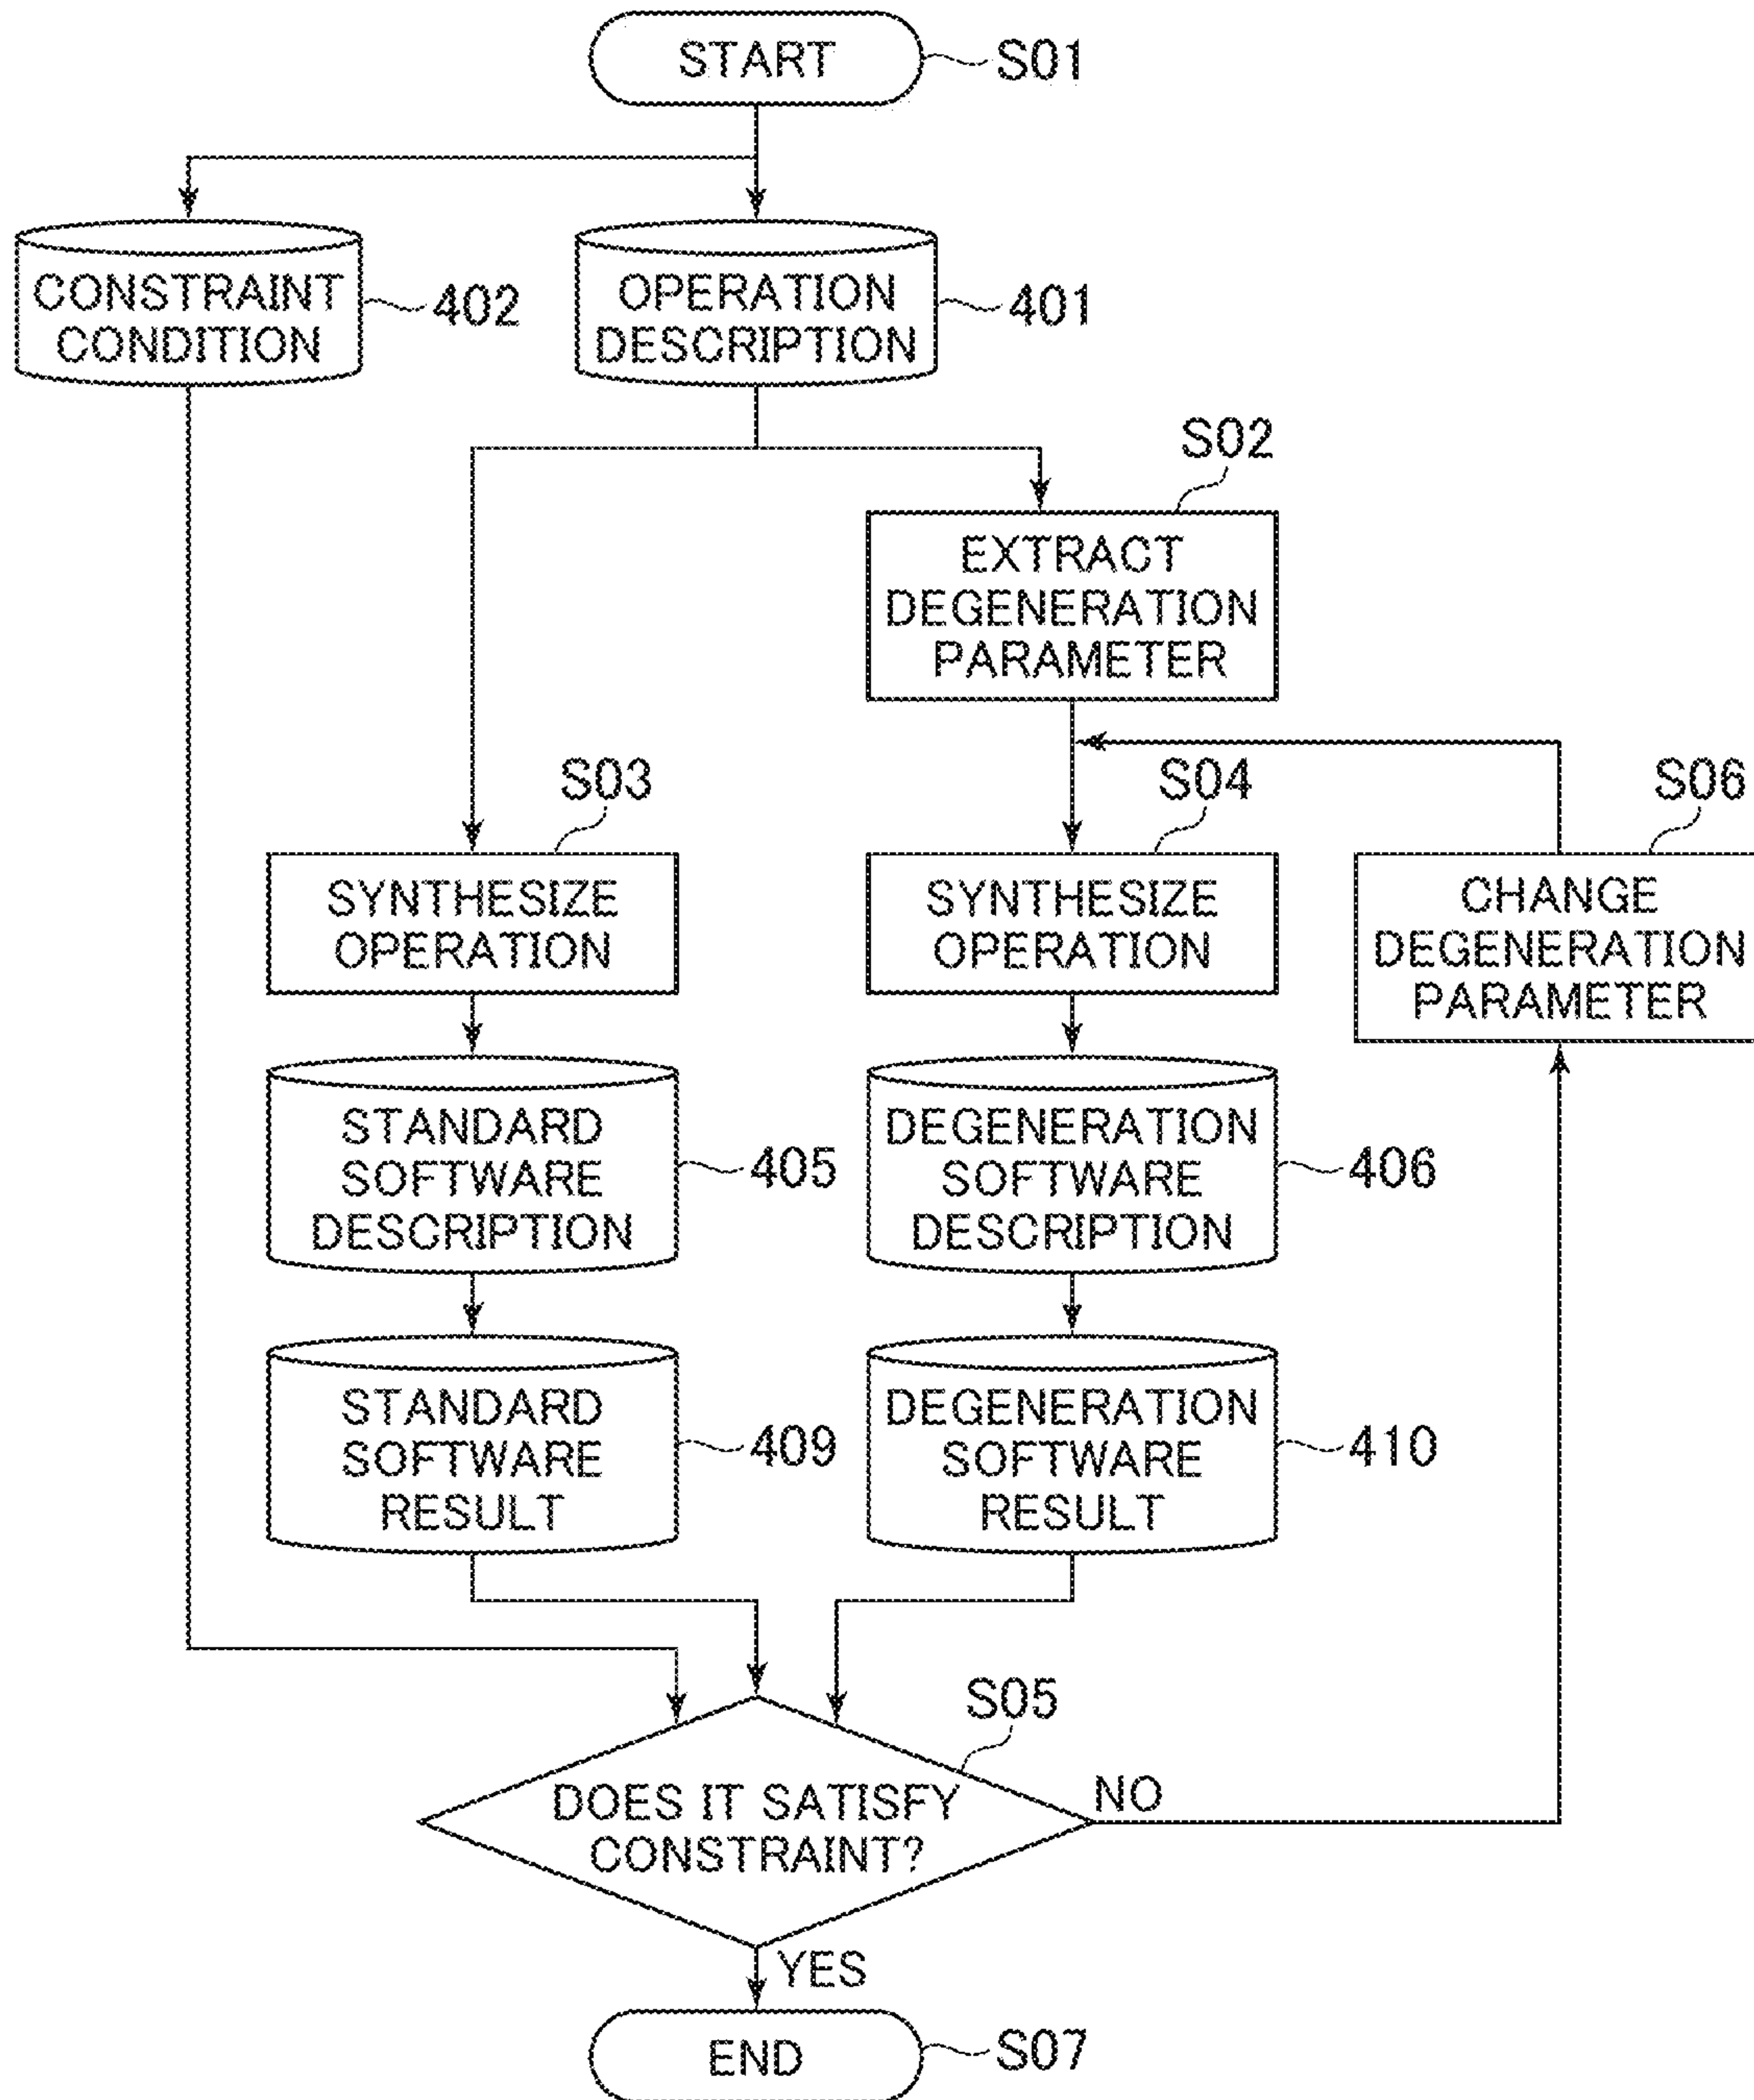 START
S01
CONSTRAINT
CONDITION
402
OPERATION
DESCRIPTION
401
S02
EXTRACT
DEGENERATION
PARAMETER
S03
SYNTHESIZE
OPERATION
S04
SYNTHESIZE
OPERATION
S06
CHANGE
DEGENERATION
PARAMETER
STANDARD
SOFTWARE
DESCRIPTION
405
DEGENERATION
SOFTWARE
DESCRIPTION
406
STANDARD
SOFTWARE
RESULT
409
DEGENERATION
SOFTWARE
RESULT
410
S05
DOES IT SATISFY
CONSTRAINT?
NO
YES
END
S07